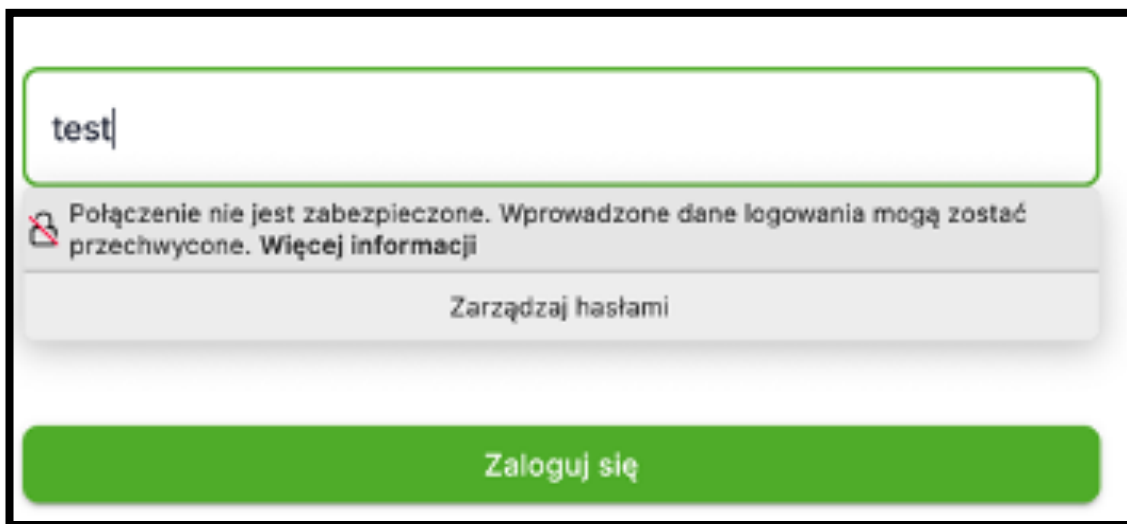 test
Połączenie nie jest zabezpieczone. Wprowadzone dane logowania mogą zostać
przechwycone. Więcej informacji
Zarządzaj hasłami
Zaloguj się